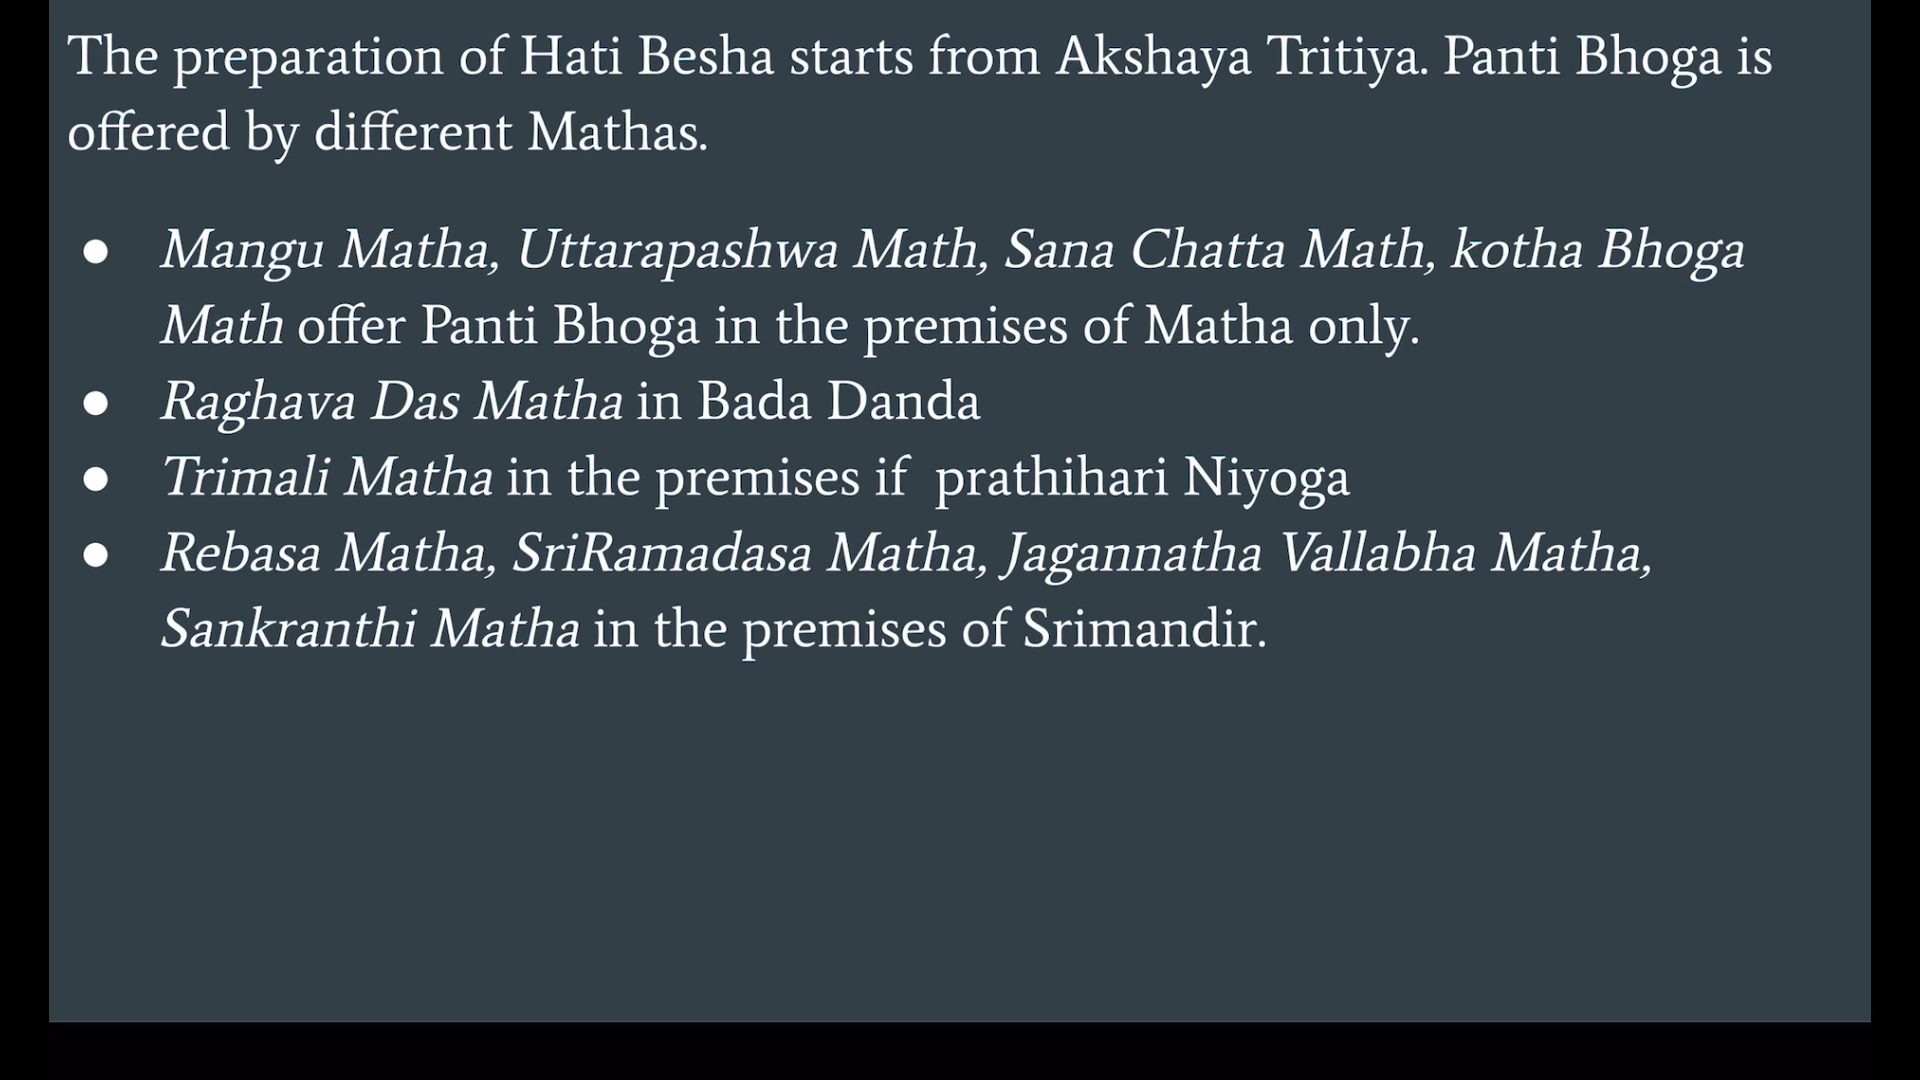 The preparation of Hati Besha starts from Akshaya Tritiya. Panti Bhoga is
offered by different Mathas.
● Mangu Matha, Uttarapashwa Math, Sana Chatta Math, kotha Bhoga
Math offer Panti Bhoga in the premises of Matha only.
● Raghava Das Matha in Bada Danda
● Trimali Matha in the premises if  prathihari Niyoga
● Rebasa Matha, SriRamadasa Matha, Jagannatha Vallabha Matha,
Sankranthi Matha in the premises of Srimandir.